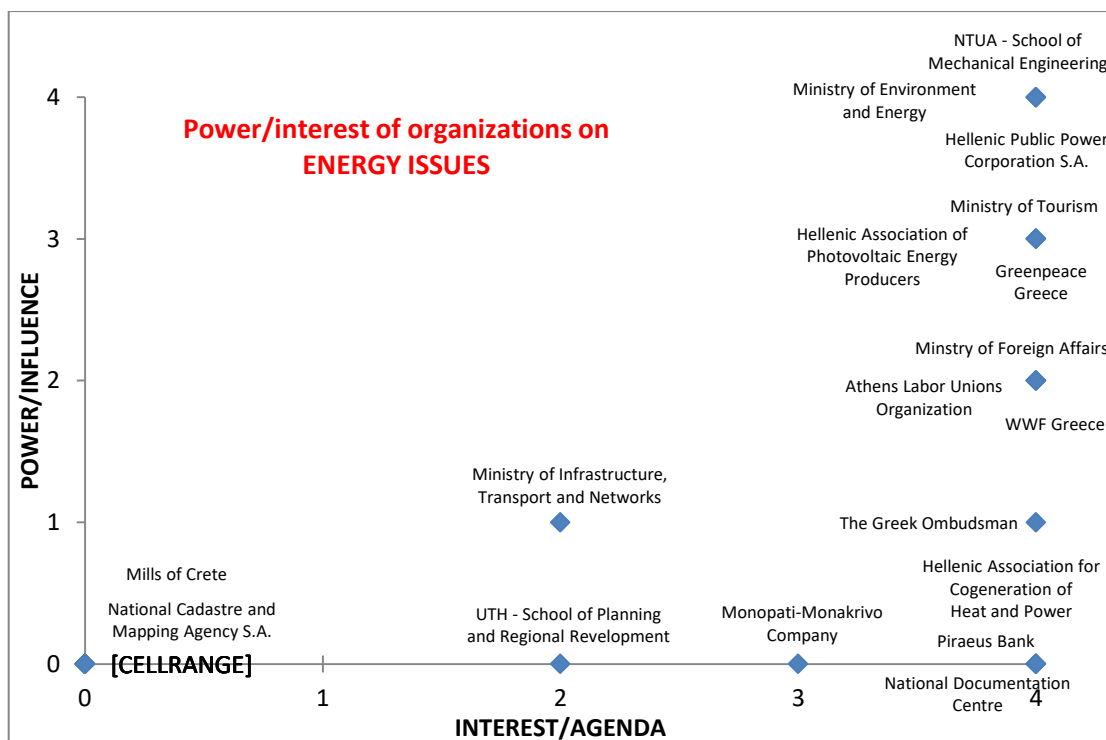 NTUA - School of
Mechanical Engineering
4
Ministry of Environment
and Energy
Power/interest of organizations on
ENERGY ISSUES
Hellenic Public Power
Corporation S.A.
Ministry of Tourism
3
Hellenic Association of
Photovoltaic Energy
Producers
Greenpeace
Greece
POWER/INFLUENCE
Minstry of Foreign Affairs
2
Athens Labor Unions
Organization
WWF Greece
Ministry of Infrastructure,
Transport and Networks
1
The Greek Ombudsman
Mills of Crete
Hellenic Association for
Cogeneration of
Heat and Power
National Cadastre and
Mapping Agency S.A.
UTH - School of Planning
and Regional Revelopment
Monopati-Monakrivo
Company
Piraeus Bank
0
[CELLRANGE]
National Documentation
Centre
0
1
2
3
4
INTEREST/AGENDA